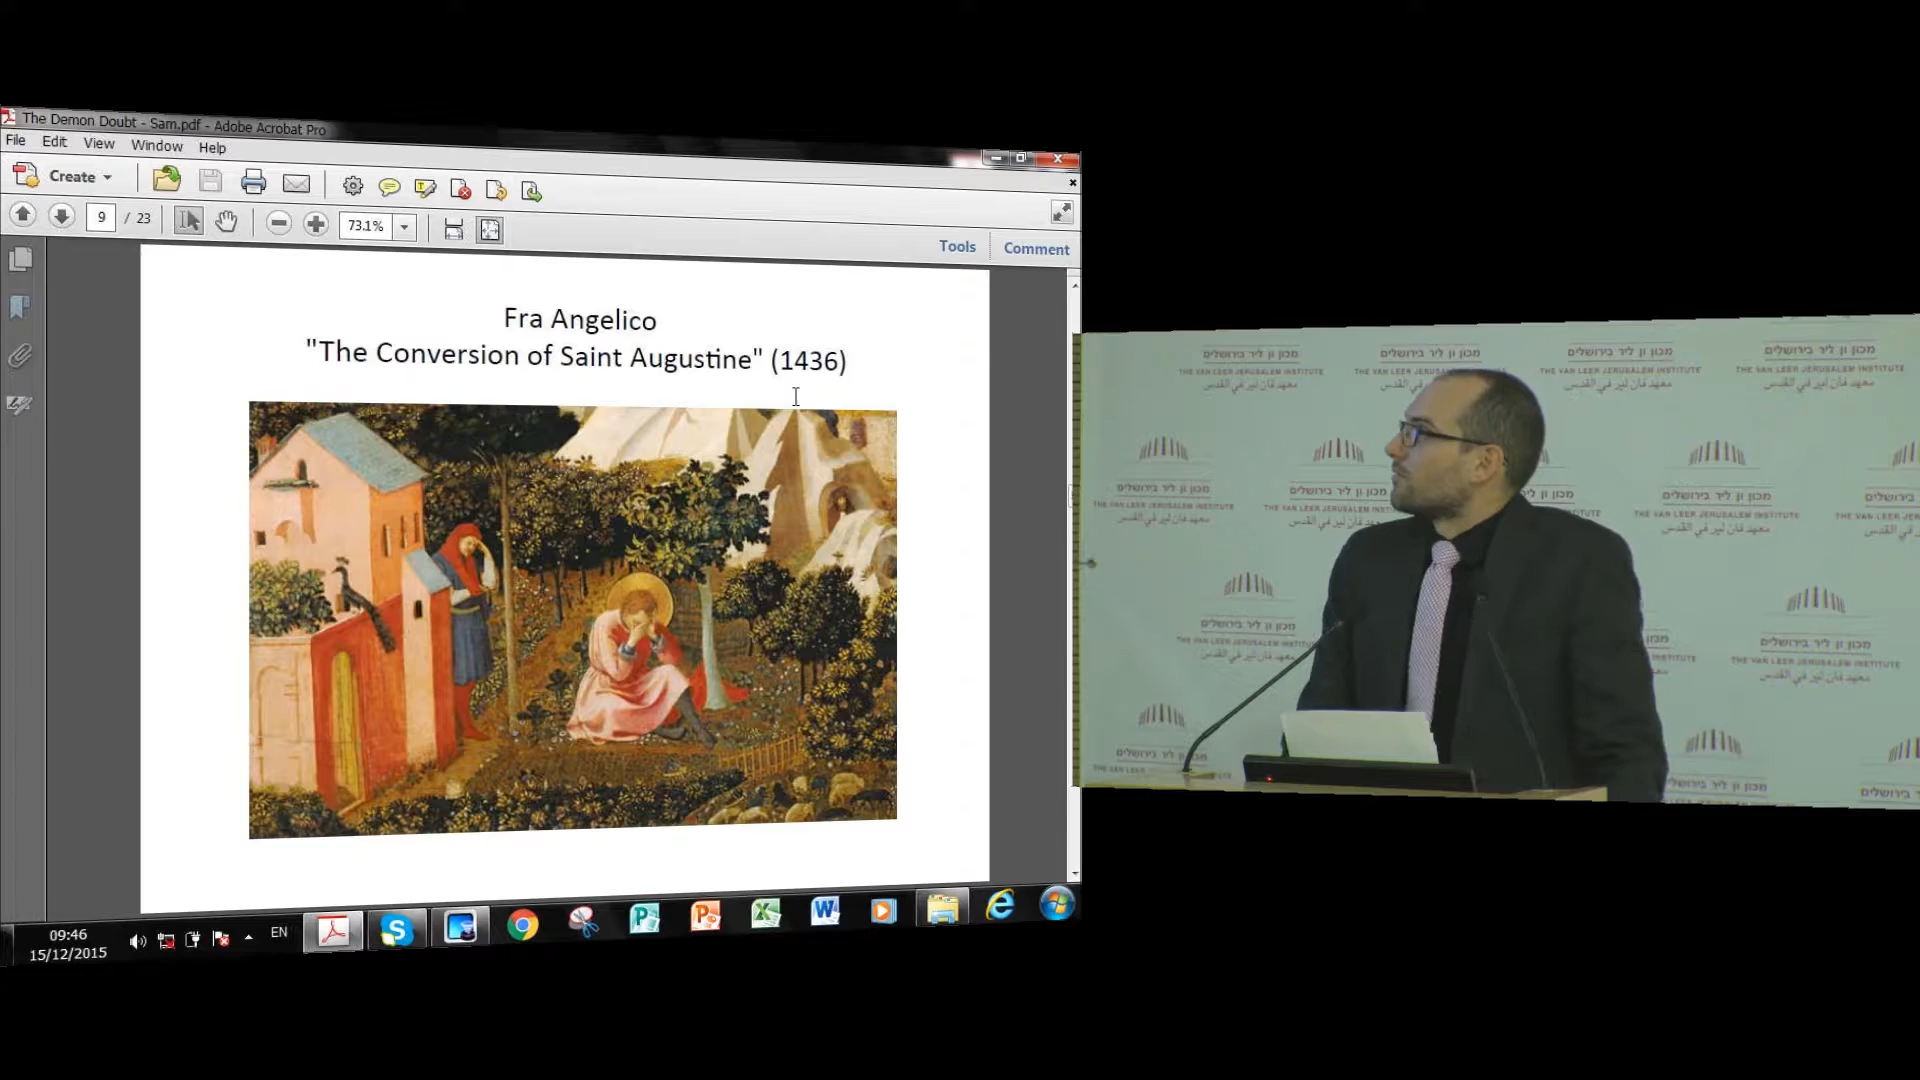 The Demon Doubt - Sam.pdf - Adobe Acrobat Pro
File Edit View Window Help
Create
9 / 23 73.1%
Tools Comment
Fra Angelico
"The Conversion of Saint Augustine" (1436)
09:46
15/12/2015
EN
מכון ון ליר בירושלים
THE VAN LEER JERUSALEM INSTITUTE
معهد ڤان لير في القدس